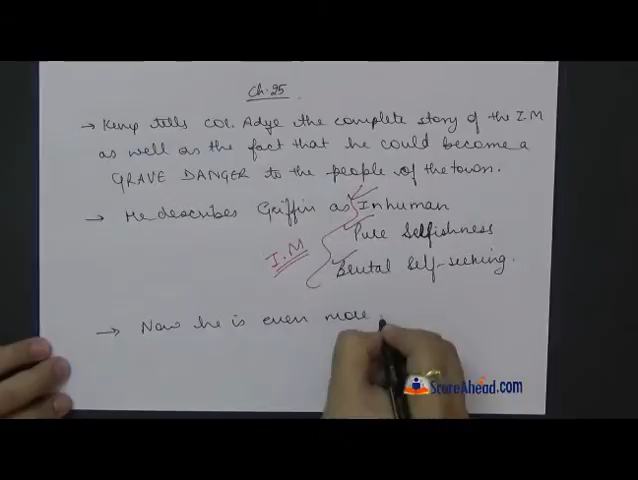 Ch. 25
→ Kemp tells Col. Adye the complete story of the I.M
as well as the fact that he could become a
GRAVE DANGER to the people of the town.
→ He describes Griffin as Inhuman
Pure Selfishness
I.M
Brutal Self-seeking.
→ Now he is even more
ScoreAhead.com